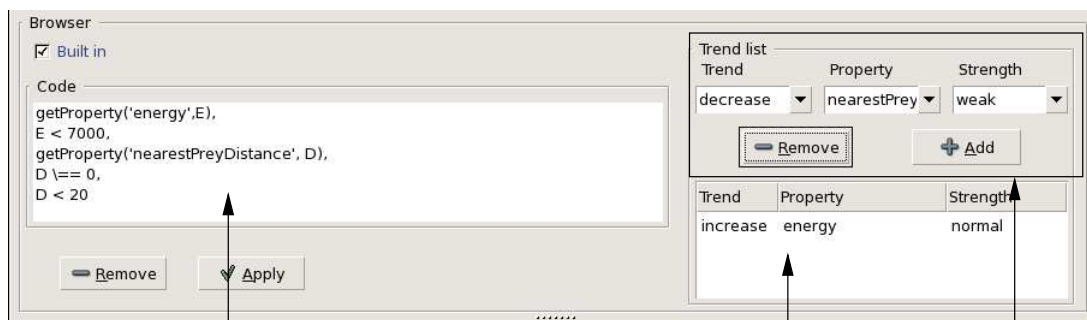 Browser
Built in
Code
getProperty('energy',E),
E < 7000,
getProperty('nearestPreyDistance', D),
D \== 0,
D < 20
Remove
Apply
Trend list
Trend Property Strength
decrease nearestPrey weak
Remove Add
Trend Property Strength
increase energy normal